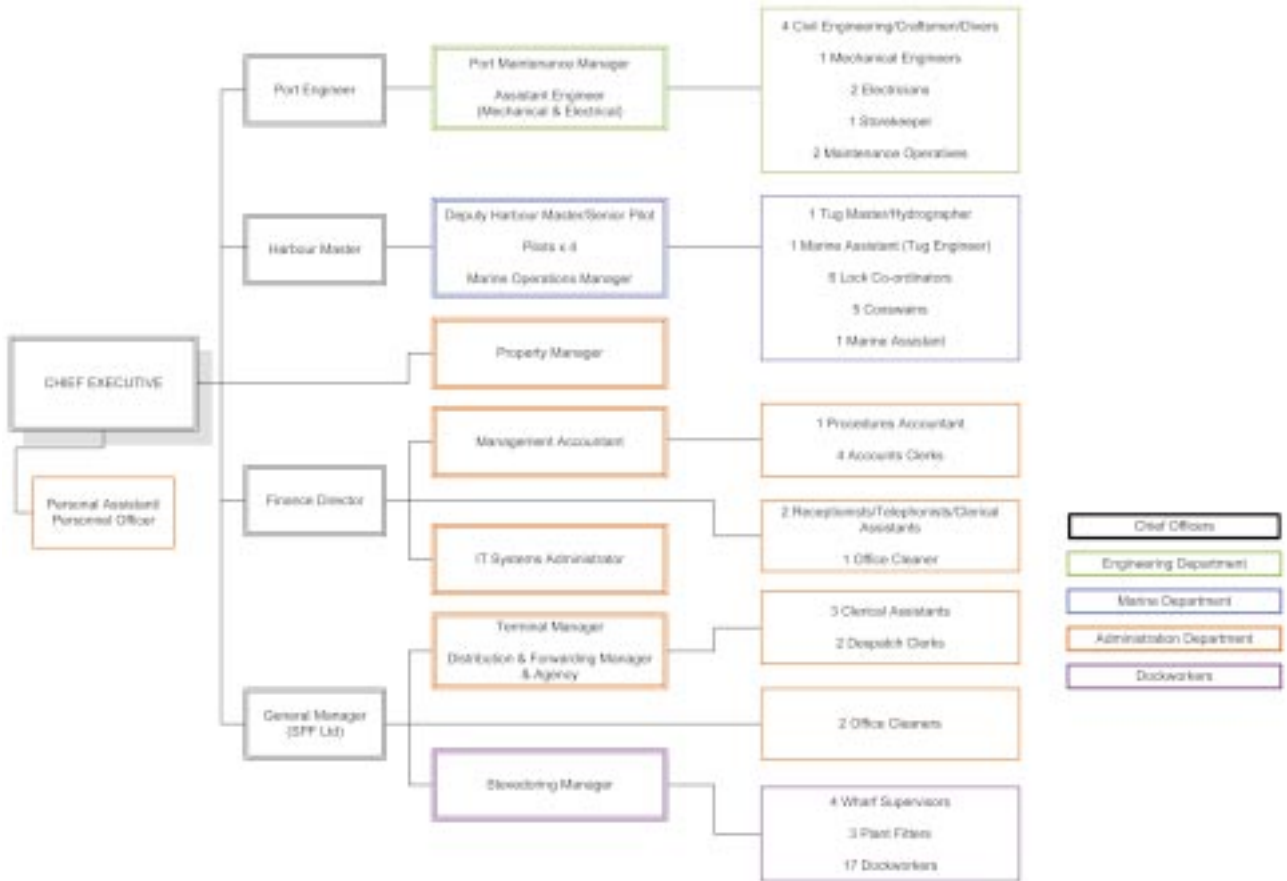 4 Civil Engineering/Craftsmen/Divers
1 Mechanical Engineers
2 Electricians
1 Storekeeper
2 Maintenance Operatives
Port Maintenance Manager
Assistant Engineer
(Mechanical & Electrical)
Port Engineer
Deputy Harbour Master/Senior Pilot
Pilots x 4
Marine Operations Manager
Harbour Master
1 Tug Master/Hydrographer
1 Marine Assistant (Tug Engineer)
Lock Co-ordinators
5 Coxswains
1 Marine Assistant
Property Manager
CHIEF EXECUTIVE
Management Accountant
1 Procedures Accountant
4 Accounts Clerks
Personal Assistant
Personnel Officer
Finance Director
2 Receptionists/Telephonists/Clerical
Assistants
1 Office Cleaner
IT Systems Administrator
Chief Officers
Engineering Department
Marine Department
Administration Department
Dockworkers
Terminal Manager
Distribution & Forwarding Manager
& Agency
3 Clerical Assistants
2 Despatch Clerks
General Manager
(SPF Ltd)
2 Office Cleaners
Stevedoring Manager
4 Wharf Supervisors
3 Plant Fitters
17 Dockworkers